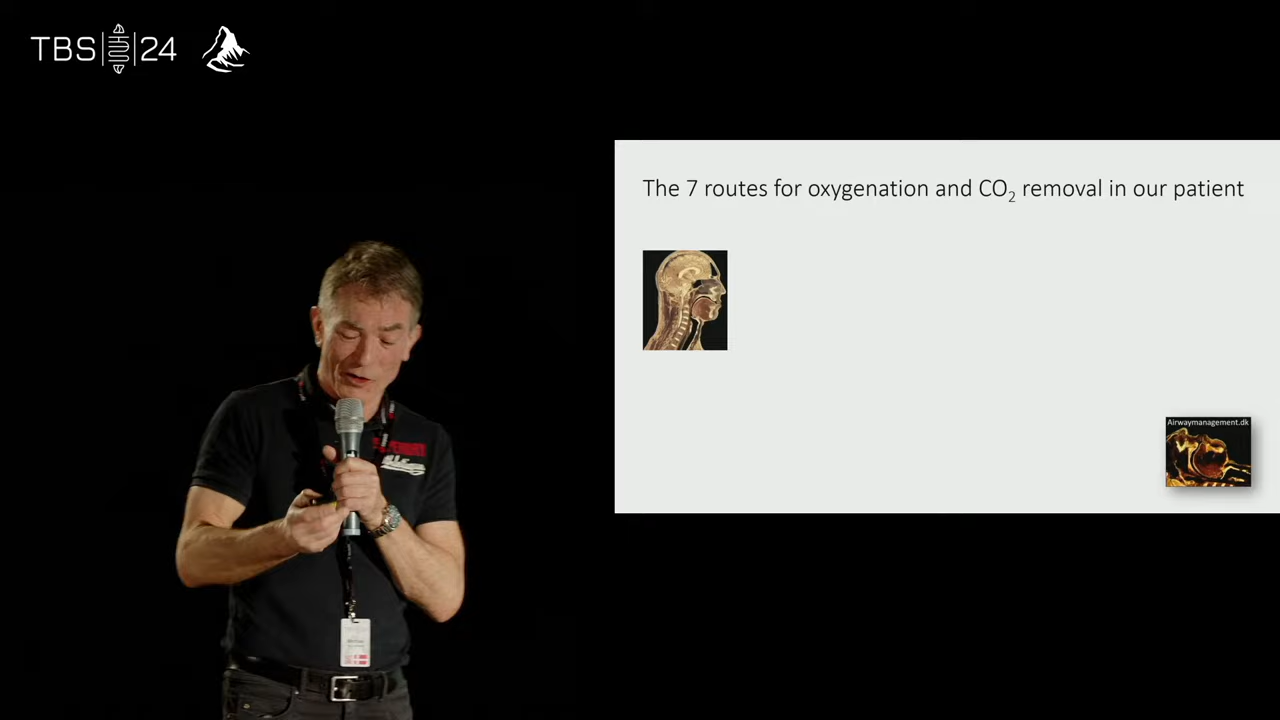 TBS 24
The 7 routes for oxygenation and CO₂ removal in our patient
Airwaymanagement.dk